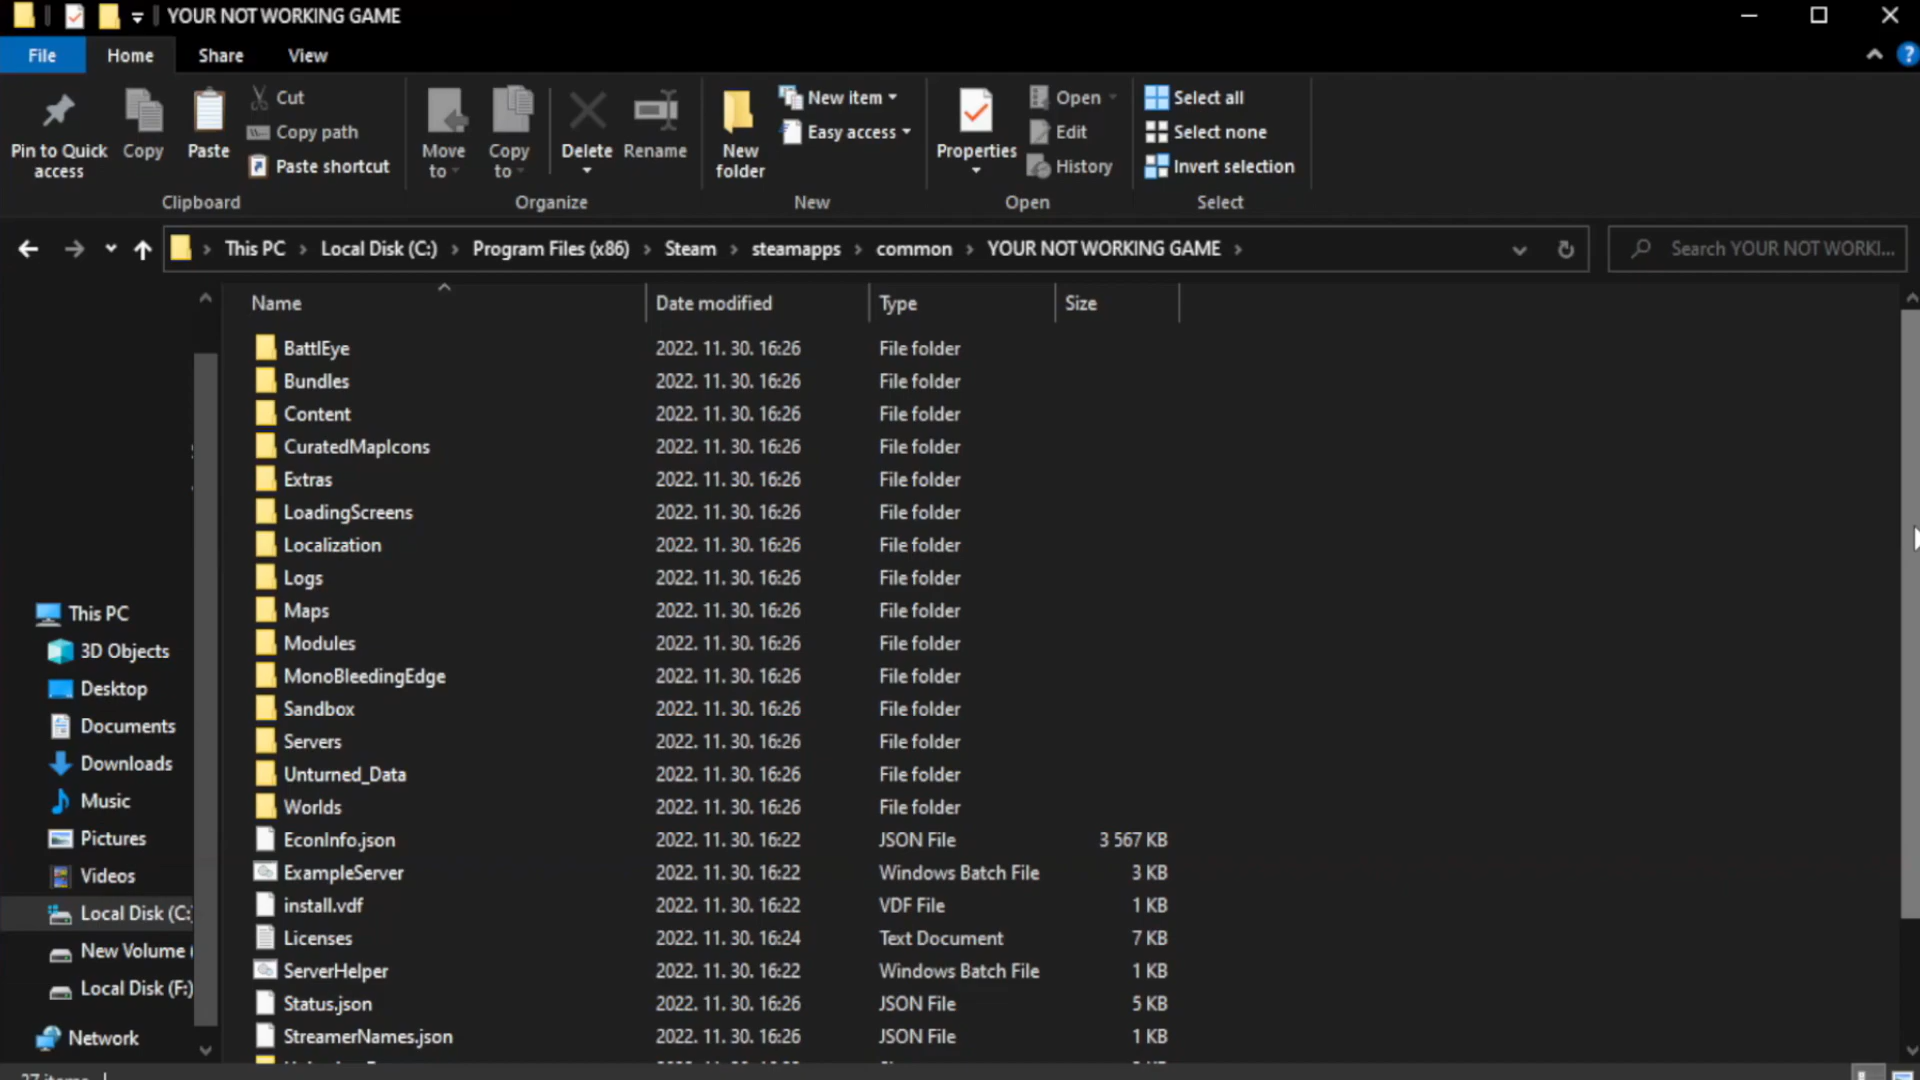 YOUR NOT WORKING GAME
File Home Share View
Pin to Quick access
Copy
Paste
Cut
Copy path
Paste shortcut
Clipboard
Move to
Copy to
Delete
Rename
Organize
New folder
New item
Easy access
New
Properties
Open
Edit
History
Open
Select all
Select none
Invert selection
Select
This PC › Local Disk (C:) › Program Files (x86) › Steam › steamapps › common › YOUR NOT WORKING GAME ›
Search YOUR NOT WORKI...
This PC
3D Objects
Desktop
Documents
Downloads
Music
Pictures
Videos
Local Disk (C:
New Volume (
Local Disk (F:)
Network
Name Date modified Type Size
BattlEye 2022. 11. 30. 16:26 File folder
Bundles 2022. 11. 30. 16:26 File folder
Content 2022. 11. 30. 16:26 File folder
CuratedMapIcons 2022. 11. 30. 16:26 File folder
Extras 2022. 11. 30. 16:26 File folder
LoadingScreens 2022. 11. 30. 16:26 File folder
Localization 2022. 11. 30. 16:26 File folder
Logs 2022. 11. 30. 16:26 File folder
Maps 2022. 11. 30. 16:26 File folder
Modules 2022. 11. 30. 16:26 File folder
MonoBleedingEdge 2022. 11. 30. 16:26 File folder
Sandbox 2022. 11. 30. 16:26 File folder
Servers 2022. 11. 30. 16:26 File folder
Unturned_Data 2022. 11. 30. 16:26 File folder
Worlds 2022. 11. 30. 16:26 File folder
EconInfo.json 2022. 11. 30. 16:22 JSON File 3 567 KB
ExampleServer 2022. 11. 30. 16:22 Windows Batch File 3 KB
install.vdf 2022. 11. 30. 16:22 VDF File 1 KB
Licenses 2022. 11. 30. 16:24 Text Document 7 KB
ServerHelper 2022. 11. 30. 16:22 Windows Batch File 1 KB
Status.json 2022. 11. 30. 16:26 JSON File 5 KB
StreamerNames.json 2022. 11. 30. 16:26 JSON File 1 KB